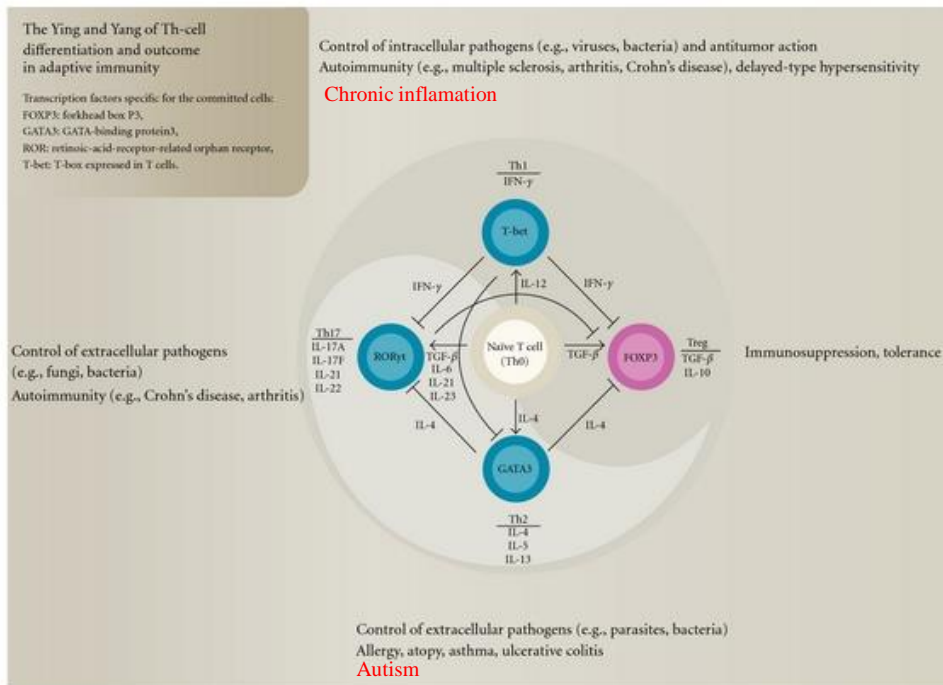 The Ying and Yang of Th-cell
differentiation and outcome
in adaptive immunity
Transcription factors specific for the committed cells:
FOXP3: forkhead box P3,
GATA3: GATA-binding protein3,
ROR: retinoic-acid-receptor-related orphan receptor,
T-bet: T-box expressed in T cells.
Control of intracellular pathogens (e.g., viruses, bacteria) and antitumor action
Autoimmunity (e.g., multiple sclerosis, arthritis, Crohn's disease), delayed-type hypersensitivity
Chronic inflamation
Th1
IFN-γ
T-bet
IFN-γ
IL-12
IFN-γ
Control of extracellular pathogens
(e.g., fungi, bacteria)
Autoimmunity (e.g., Crohn's disease, arthritis)
Th17
IL-17A
IL-17F
IL-21
IL-22
RORγt
TGF-β
IL-6
IL-21
IL-23
Naïve T cell
(Th0)
TGF-β
FOXP3
Treg
TGF-β
IL-10
Immunosuppression, tolerance
IL-4
IL-4
IL-4
GATA3
Th2
IL-4
IL-5
IL-13
Control of extracellular pathogens (e.g., parasites, bacteria)
Allergy, atopy, asthma, ulcerative colitis
Autism